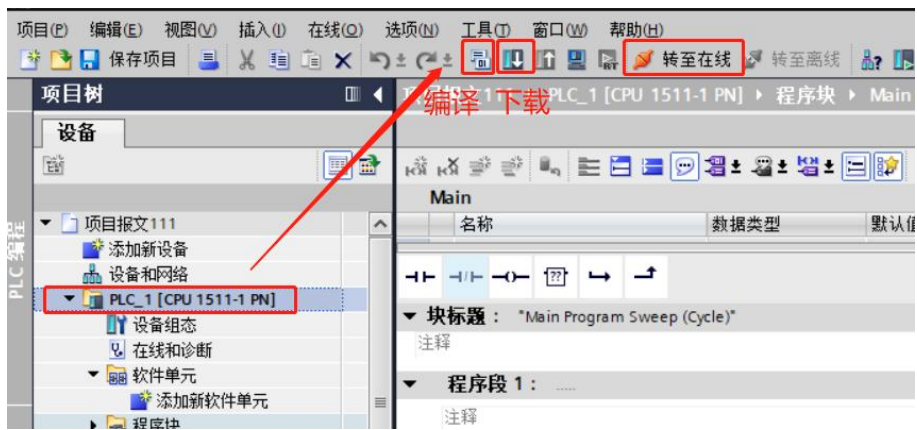 项目(P) 编辑(E) 视图(V) 插入(I) 在线(O) 选项(N) 工具(T) 窗口(W) 帮助(H)
保存项目 转至在线 转至离线
项目树
PLC_1 [CPU 1511-1 PN] 程序块 Main
编译 下载
设备
Main
名称 数据类型 默认值
项目报文111
添加新设备
设备和网络
PLC_1 [CPU 1511-1 PN]
设备组态
在线和诊断
软件单元
添加新软件单元
程序块
PLC 编程
块标题: "Main Program Sweep (Cycle)"
注释
程序段 1: .....
注释